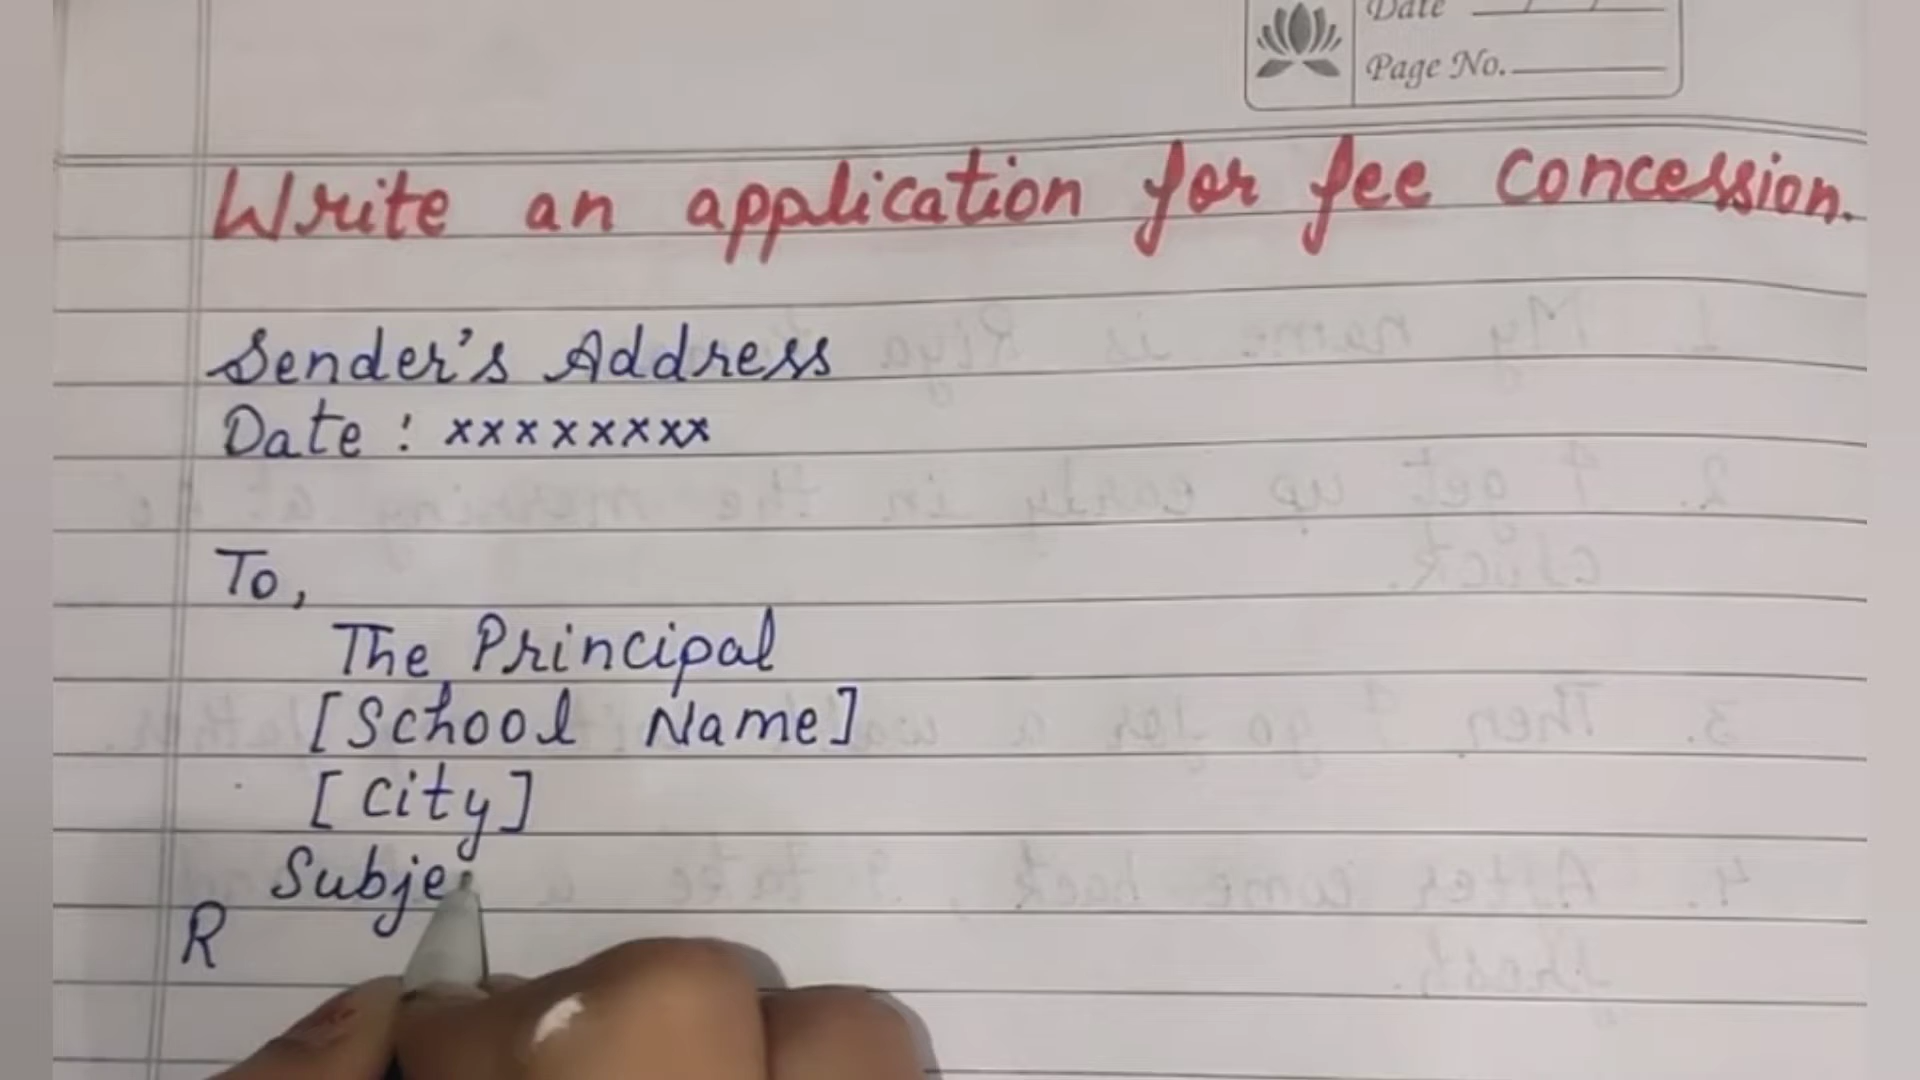 Date
Page No.
Write an application for fee concession.
Sender's Address
Date : xxxxxxxx
To,
The Principal
[School Name]
[City]
Subje
R